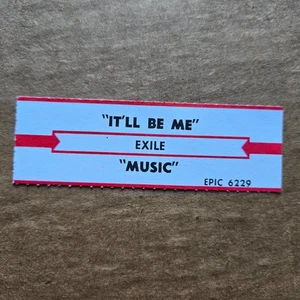 "IT'LL BE ME"
EXILE
"MUSIC"
EPIC 6229